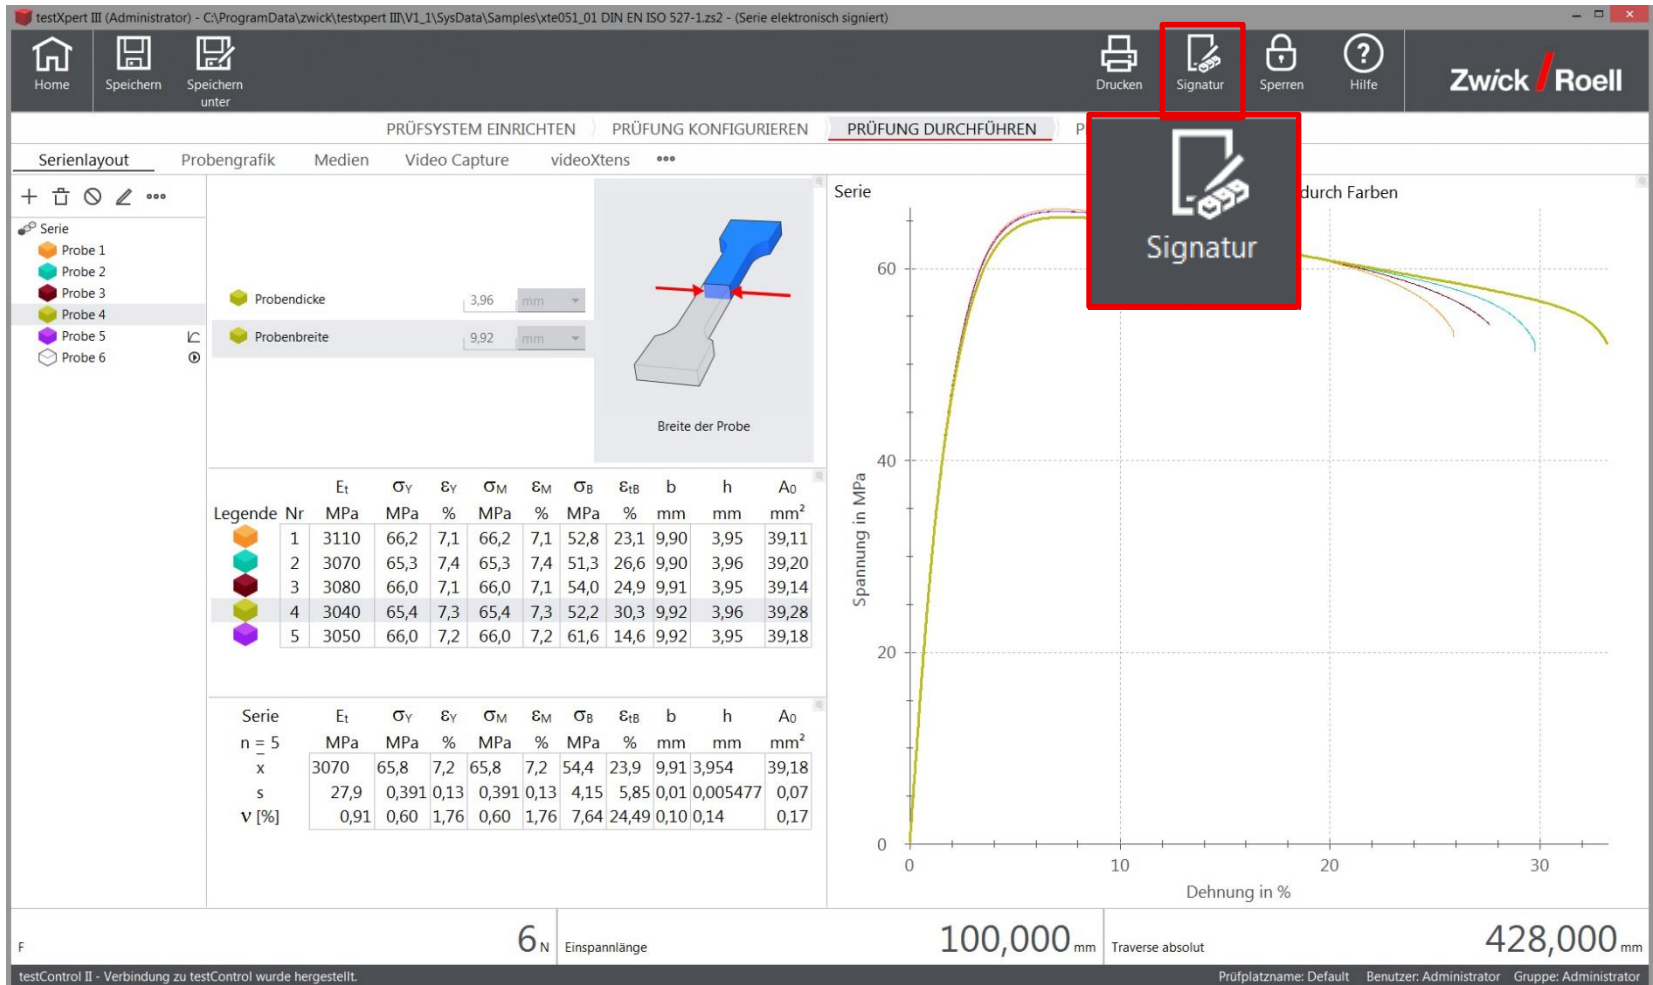 testXpert III (Administrator) - C:\ProgramData\zwick\testxpert III\V1_1\SysData\Samples\xte051_01 DIN EN ISO 527-1.zs2 - (Serie elektronisch signiert)
Home
Speichern
Speichern unter
Drucken
Signatur
Sperren
Hilfe
Zwick / Roell
PRÜFSYSTEM EINRICHTEN
PRÜFUNG KONFIGURIEREN
PRÜFUNG DURCHFÜHREN
P
Serienlayout
Probengrafik
Medien
Video Capture
videoXtens
Signatur
Serie
Probe 1
Probe 2
Probe 3
Probe 4
Probe 5
Probe 6
Probendicke 3,96 mm
Probenbreite 9,92 mm
Breite der Probe
Et σY εY σM εM σB εtB b h A0
Legende Nr MPa MPa % MPa % MPa % mm mm mm²
1 3110 66,2 7,1 66,2 7,1 52,8 23,1 9,90 3,95 39,11
2 3070 65,3 7,4 65,3 7,4 51,3 26,6 9,90 3,96 39,20
3 3080 66,0 7,1 66,0 7,1 54,0 24,9 9,91 3,95 39,14
4 3040 65,4 7,3 65,4 7,3 52,2 30,3 9,92 3,96 39,28
5 3050 66,0 7,2 66,0 7,2 61,6 14,6 9,92 3,95 39,18
Serie Et σY εY σM εM σB εtB b h A0
n = 5 MPa MPa % MPa % MPa % mm mm mm²
x̄ 3070 65,8 7,2 65,8 7,2 54,4 23,9 9,91 3,954 39,18
s 27,9 0,391 0,13 0,391 0,13 4,15 5,85 0,01 0,005477 0,07
ν [%] 0,91 0,60 1,76 0,60 1,76 7,64 24,49 0,10 0,14 0,17
Serie
durch Farben
Spannung in MPa
60
40
20
0
0 10 20 30
Dehnung in %
F 6 N
Einspannlänge 100,000 mm
Traverse absolut 428,000 mm
testControl II - Verbindung zu testControl wurde hergestellt.
Prüfplatzname: Default Benutzer: Administrator Gruppe: Administrator